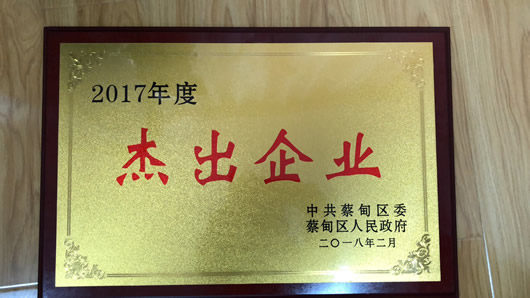 2017年度
杰出企业
中共蔡甸区委
蔡甸区人民政府
二〇一八年二月